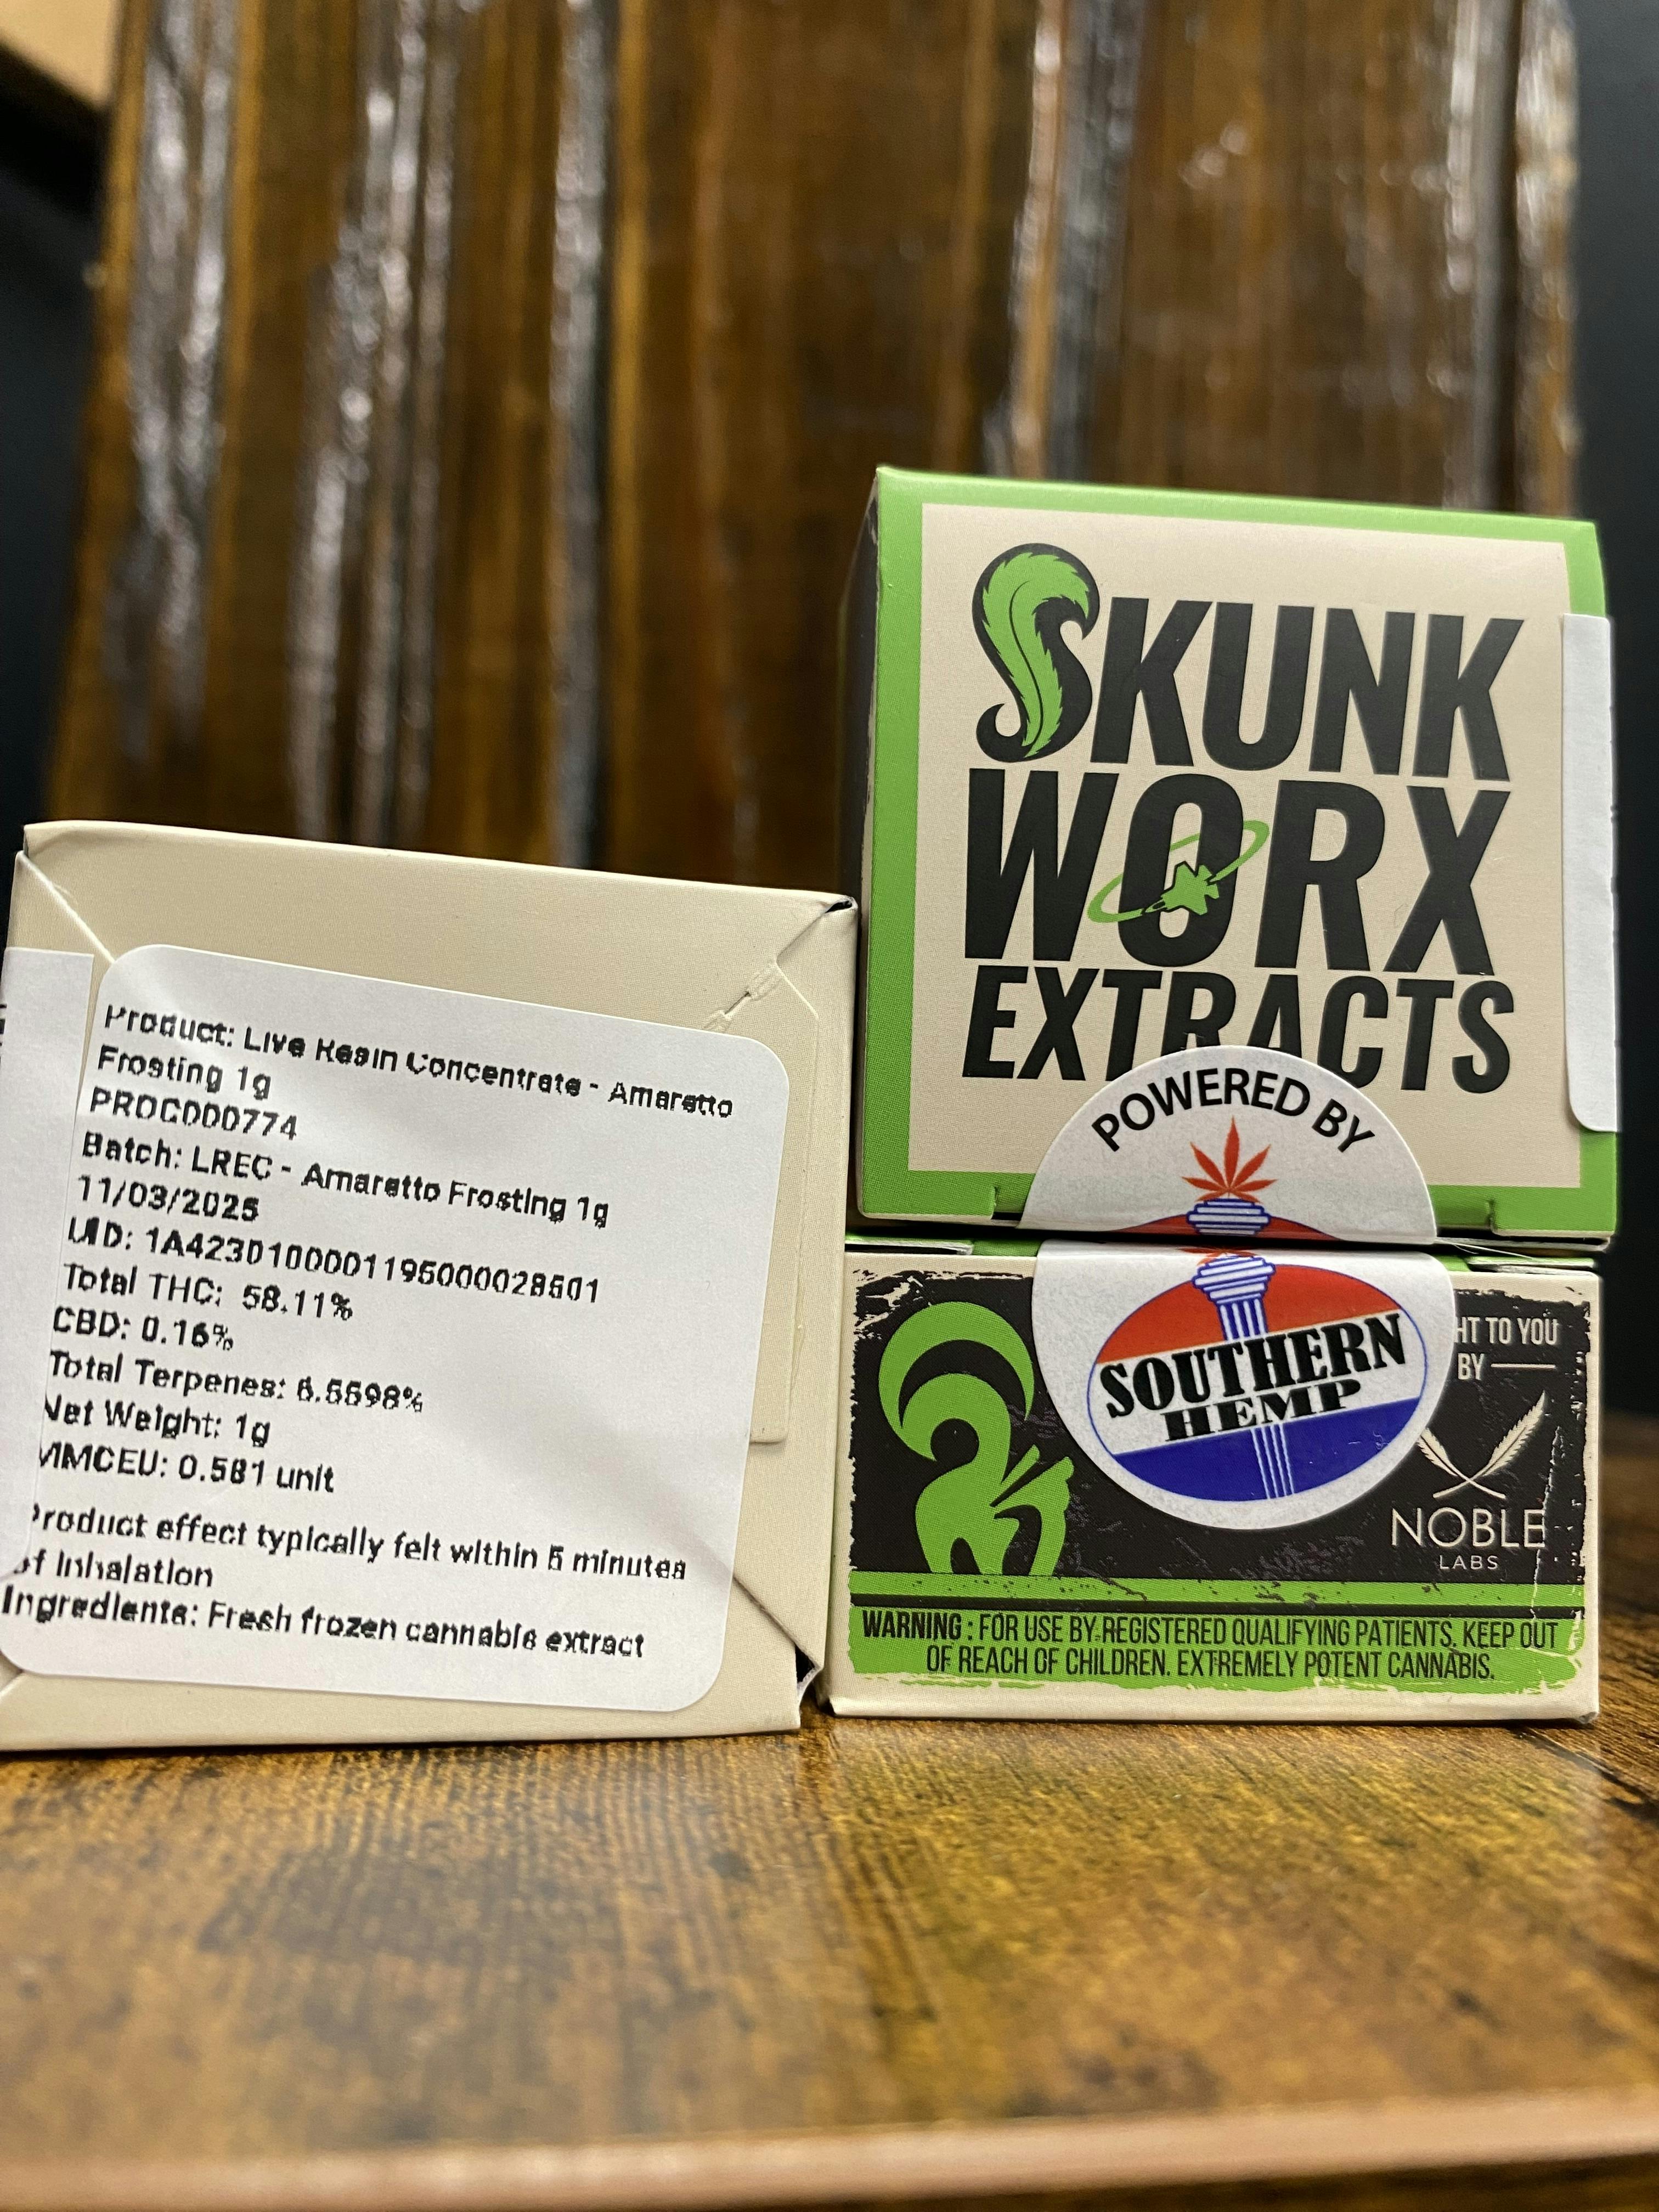 Product: Live Resin Concentrate - Amaretto
Frosting 1g
PROC000774
Batch: LREC - Amaretto Frosting 1g
11/03/2025
UID: 1A4230100001195000028501
Total THC: 58.11%
CBD: 0.16%
Total Terpenes: 6.5598%
Net Weight: 1g
MMCEU: 0.581 unit
Product effect typically felt within 5 minutes
of Inhalation
Ingredients: Fresh frozen cannabis extract
SKUNK
WORX
EXTRACTS
POWERED BY
SOUTHERN
HEMP
HT TO YOU
BY
NOBLE
LABS
WARNING : FOR USE BY REGISTERED QUALIFYING PATIENTS. KEEP OUT
OF REACH OF CHILDREN. EXTREMELY POTENT CANNABIS.